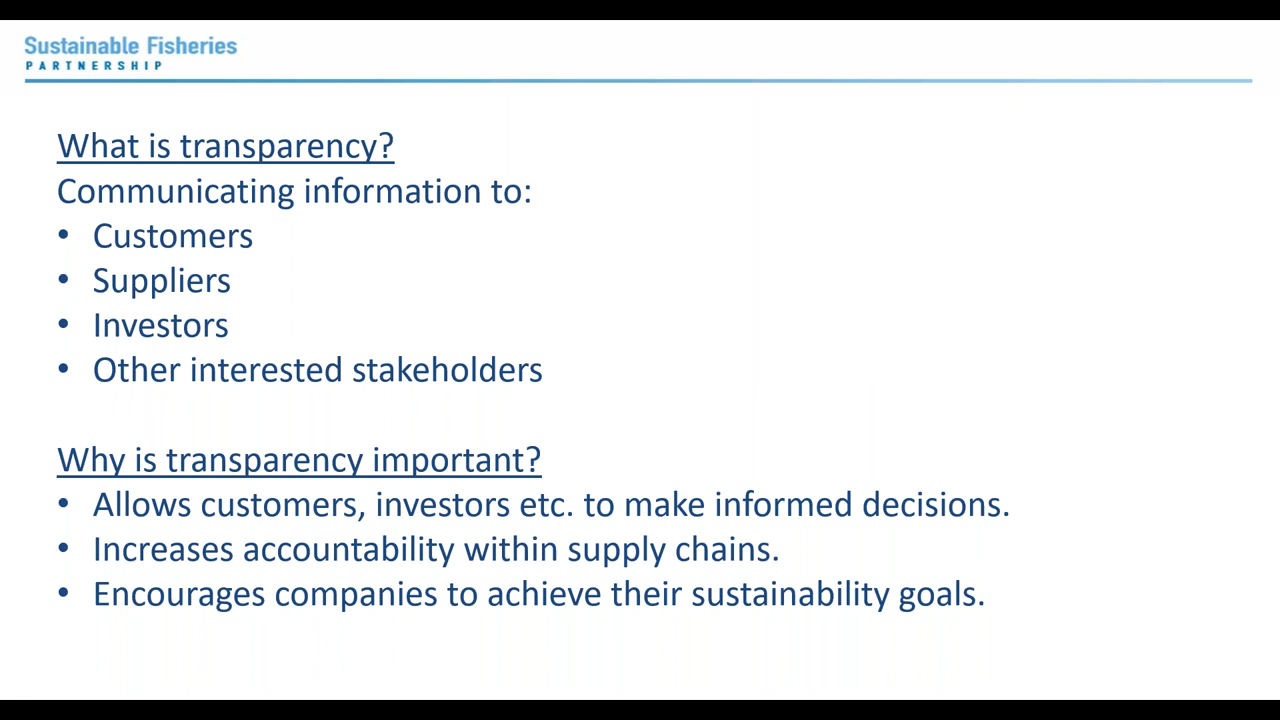 Sustainable Fisheries
PARTNERSHIP
What is transparency?
Communicating information to:
• Customers
• Suppliers
• Investors
• Other interested stakeholders
Why is transparency important?
• Allows customers, investors etc. to make informed decisions.
• Increases accountability within supply chains.
• Encourages companies to achieve their sustainability goals.